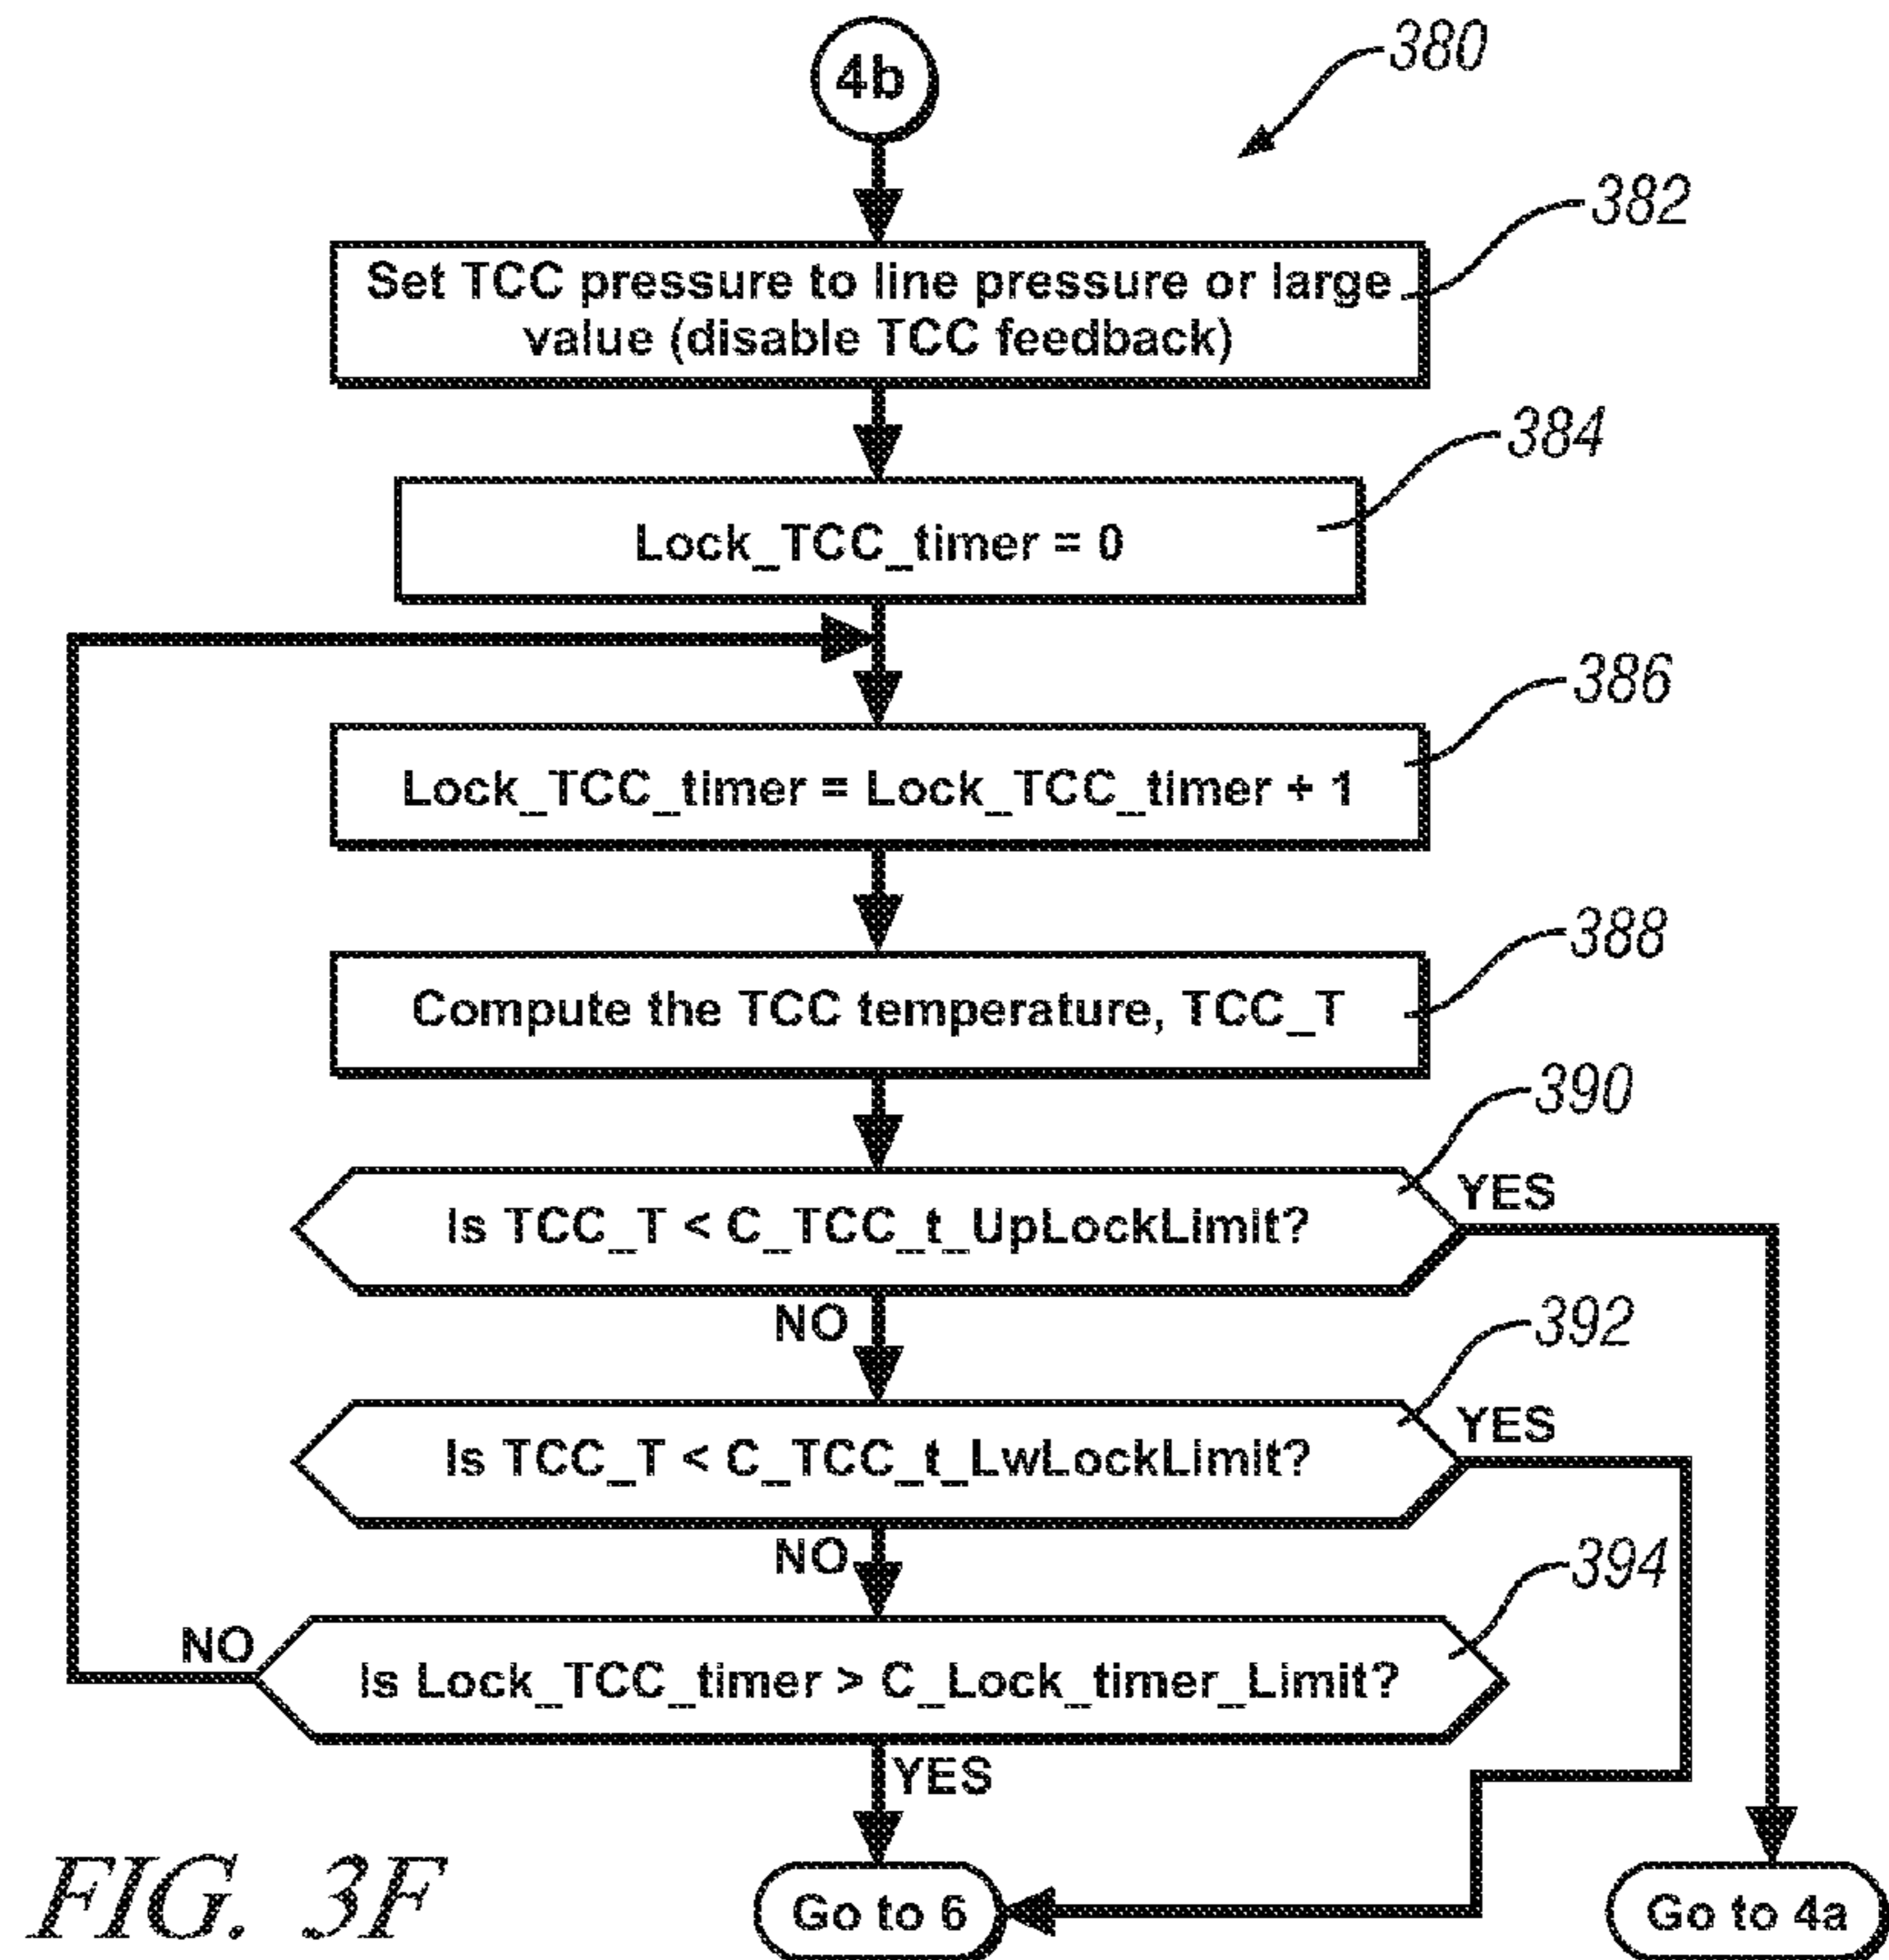 4b
380
382
Set TCC pressure to line pressure or large
value (disable TCC feedback)
384
Lock_TCC_timer = 0
386
Lock_TCC_timer = Lock_TCC_timer + 1
388
Compute the TCC temperature, TCC_T
390
Is TCC_T < C_TCC_t_UpLockLimit?
YES
NO
392
Is TCC_T < C_TCC_t_LwLockLimit?
YES
NO
394
NO
Is Lock_TCC_timer > C_Lock_timer_Limit?
YES
Go to 6
Go to 4a
FIG. 3F